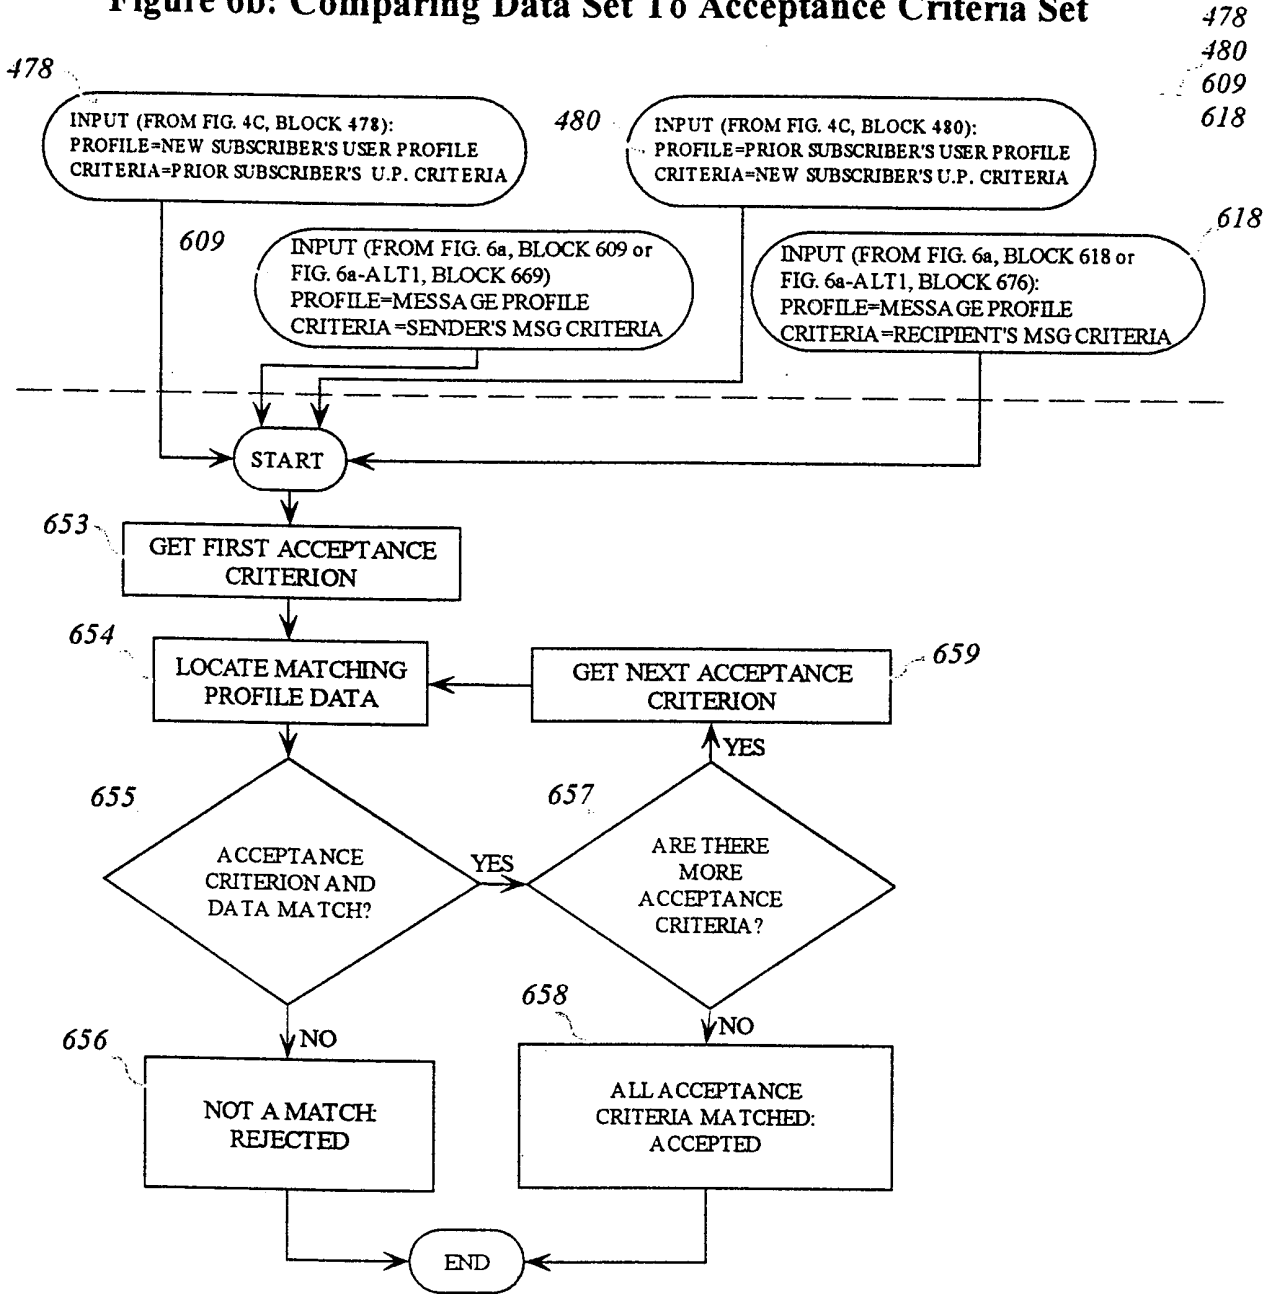 Figure 6b: Comparing Data Set To Acceptance Criteria Set
478
480
609
618
478
INPUT (FROM FIG. 4C, BLOCK 478):
PROFILE=NEW SUBSCRIBER'S USER PROFILE
CRITERIA=PRIOR SUBSCRIBER'S U.P. CRITERIA
480
INPUT (FROM FIG. 4C, BLOCK 480):
PROFILE=PRIOR SUBSCRIBER'S USER PROFILE
CRITERIA=NEW SUBSCRIBER'S U.P. CRITERIA
609
INPUT (FROM FIG. 6a, BLOCK 609 or
FIG. 6a-ALT1, BLOCK 669)
PROFILE=MESSAGE PROFILE
CRITERIA=SENDER'S MSG CRITERIA
618
INPUT (FROM FIG. 6a, BLOCK 618 or
FIG. 6a-ALT1, BLOCK 676):
PROFILE=MESSAGE PROFILE
CRITERIA=RECIPIENT'S MSG CRITERIA
START
653
GET FIRST ACCEPTANCE
CRITERION
654
LOCATE MATCHING
PROFILE DATA
GET NEXT ACCEPTANCE
CRITERION
659
YES
655
ACCEPTANCE
CRITERION AND
DATA MATCH?
YES
657
ARE THERE
MORE
ACCEPTANCE
CRITERIA?
NO
656
NOT A MATCH:
REJECTED
658
NO
ALL ACCEPTANCE
CRITERIA MATCHED:
ACCEPTED
END